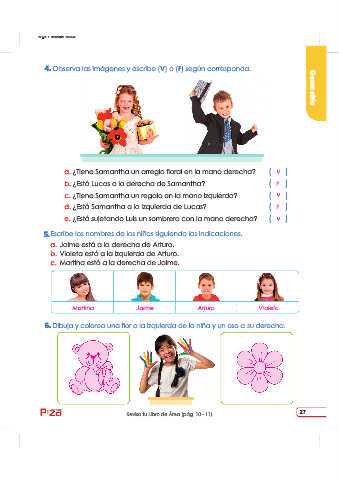 4. Observa las imágenes y escribe (V) o (F) según corresponda.
Geometría
a. ¿Tiene Samantha un arreglo floral en la mano derecha? ( V )
b. ¿Está Lucas a la derecha de Samantha? ( F )
c. ¿Tiene Samantha un regalo en la mano izquierda? ( V )
d. ¿Está Samantha a la izquierda de Lucas? ( F )
e. ¿Está sujetando Luis un sombrero con la mano derecha? ( V )
5. Escribe los nombres de los niños siguiendo las indicaciones.
a. Jaime está a la derecha de Arturo.
b. Violeta está a la izquierda de Arturo.
c. Martina está a la derecha de Jaime.
Martina Jaime Arturo Violeta
6. Dibuja y colorea una flor a la izquierda de la niña y un oso a su derecha.
Revisa tu Libro de Área (pág. 10 - 11)
27